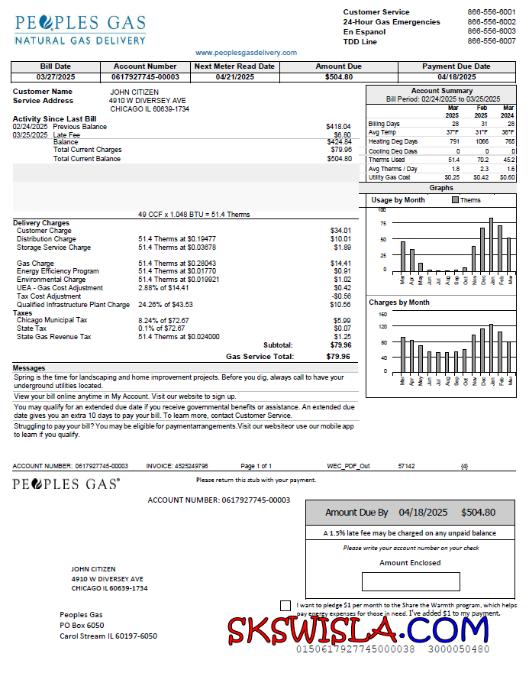 PEOPLES GAS
NATURAL GAS DELIVERY
www.peoplesgasdelivery.com
Customer Service 866-556-6001
24-Hour Gas Emergencies 866-556-6002
En Espanol 866-556-6003
TDD Line 866-556-6007
Bill Date Account Number Next Meter Read Date Amount Due Payment Due Date
03/27/2025 0617927745-00003 04/21/2025 $504.80 04/18/2025
Customer Name JOHN CITIZEN
Service Address 4910 W DIVERSEY AVE
CHICAGO IL 60639-1734
Activity Since Last Bill
02/24/2025 Previous Balance $418.04
03/25/2025 Late Fee $6.80
Balance $424.84
Total Current Charges $79.96
Total Current Balance $504.80
Account Summary
Bill Period: 02/24/2025 to 03/25/2025
Mar 2025 Feb 2025 Mar 2024
Billing Days 28 31 28
Avg Temp 37°F 31°F 38°F
Heating Deg Days 791 1066 765
Cooling Deg Days 0 0 0
Therms Used 51.4 70.2 45.2
Avg Therms / Day 1.8 2.3 1.6
Utility Gas Cost $0.25 $0.42 $0.60
Graphs
Usage by Month Therms
100
75
50
25
0
Mar Apr May Jun Jul Aug Sep Oct Nov Dec Jan Feb Mar
Charges by Month
160
120
80
40
0
Mar Apr May Jun Jul Aug Sep Oct Nov Dec Jan Feb Mar
49 CCF x 1.048 BTU = 51.4 Therms
Delivery Charges
Customer Charge $34.01
Distribution Charge 51.4 Therms at $0.19477 $10.01
Storage Service Charge 51.4 Therms at $0.03678 $1.89
Gas Charge 51.4 Therms at $0.28043 $14.41
Energy Efficiency Program 51.4 Therms at $0.01770 $0.91
Environmental Charge 51.4 Therms at $0.019821 $1.02
UEA - Gas Cost Adjustment 2.88% of $14.41 $0.42
Tax Cost Adjustment -$0.56
Qualified Infrastructure Plant Charge 24.26% of $43.53 $10.56
Taxes
Chicago Municipal Tax 8.24% of $72.67 $5.99
State Tax 0.1% of $72.67 $0.07
State Gas Revenue Tax 51.4 Therms at $0.024000 $1.25
Subtotal: $79.96
Gas Service Total: $79.96
Messages
Spring is the time for landscaping and home improvement projects. Before you dig, always call to have your
underground utilities located.
View your bill online anytime in My Account. Visit our website to sign up.
You may qualify for an extended due date if you receive governmental benefits or assistance. An extended due
date gives you an extra 10 days to pay your bill. To learn more, contact Customer Service.
Struggling to pay your bill? You may be eligible for paymentarrangements.Visit our websiteor use our mobile app
to learn if you qualify.
ACCOUNT NUMBER: 0617927745-00003 INVOICE: 4525249796 Page 1 of 1 WEC_PDF_Out 57142
PEOPLES GAS®
Please return this stub with your payment.
ACCOUNT NUMBER: 0617927745-00003
Amount Due By 04/18/2025 $504.80
A 1.5% late fee may be charged on any unpaid balance
Please write your account number on your check
Amount Enclosed
JOHN CITIZEN
4910 W DIVERSEY AVE
CHICAGO IL 60639-1734
I want to pledge $1 per month to the Share the Warmth program, which helps
pay energy expenses for those in need. I've added $1 to my payment.
Peoples Gas
PO Box 6050
Carol Stream IL 60197-6050
SKSWISLA.COM
0150617927745000038 3000050480